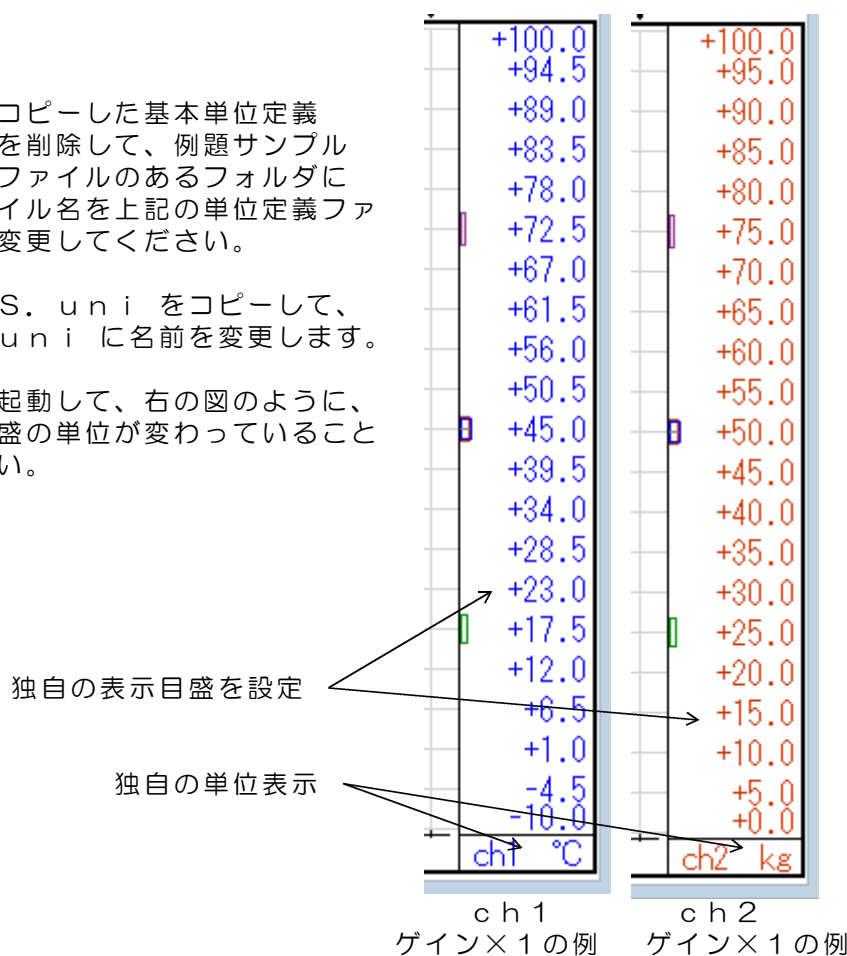 コピーした基本単位定義
を削除して、例題サンプル
ファイルのあるフォルダに
イル名を上記の単位定義ファ
変更してください。
S．uni をコピーして、
uni に名前を変更します。
起動して、右の図のように、
盛の単位が変わっていること
い。
独自の表示目盛を設定
独自の単位表示
+100.0
+94.5
+89.0
+83.5
+78.0
+72.5
+67.0
+61.5
+56.0
+50.5
+45.0
+39.5
+34.0
+28.5
+23.0
+17.5
+12.0
+6.5
+1.0
-4.5
-10.0
ch1 ℃
ch1
ゲイン×1の例
+100.0
+95.0
+90.0
+85.0
+80.0
+75.0
+70.0
+65.0
+60.0
+55.0
+50.0
+45.0
+40.0
+35.0
+30.0
+25.0
+20.0
+15.0
+10.0
+5.0
+0.0
ch2 kg
ch2
ゲイン×1の例